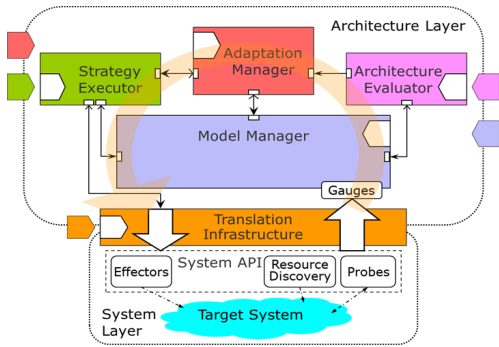 Architecture Layer
Strategy
Executor
Adaptation
Manager
Architecture
Evaluator
Model Manager
Gauges
Translation
Infrastructure
System API
Effectors
Resource
Discovery
Probes
Target System
System
Layer